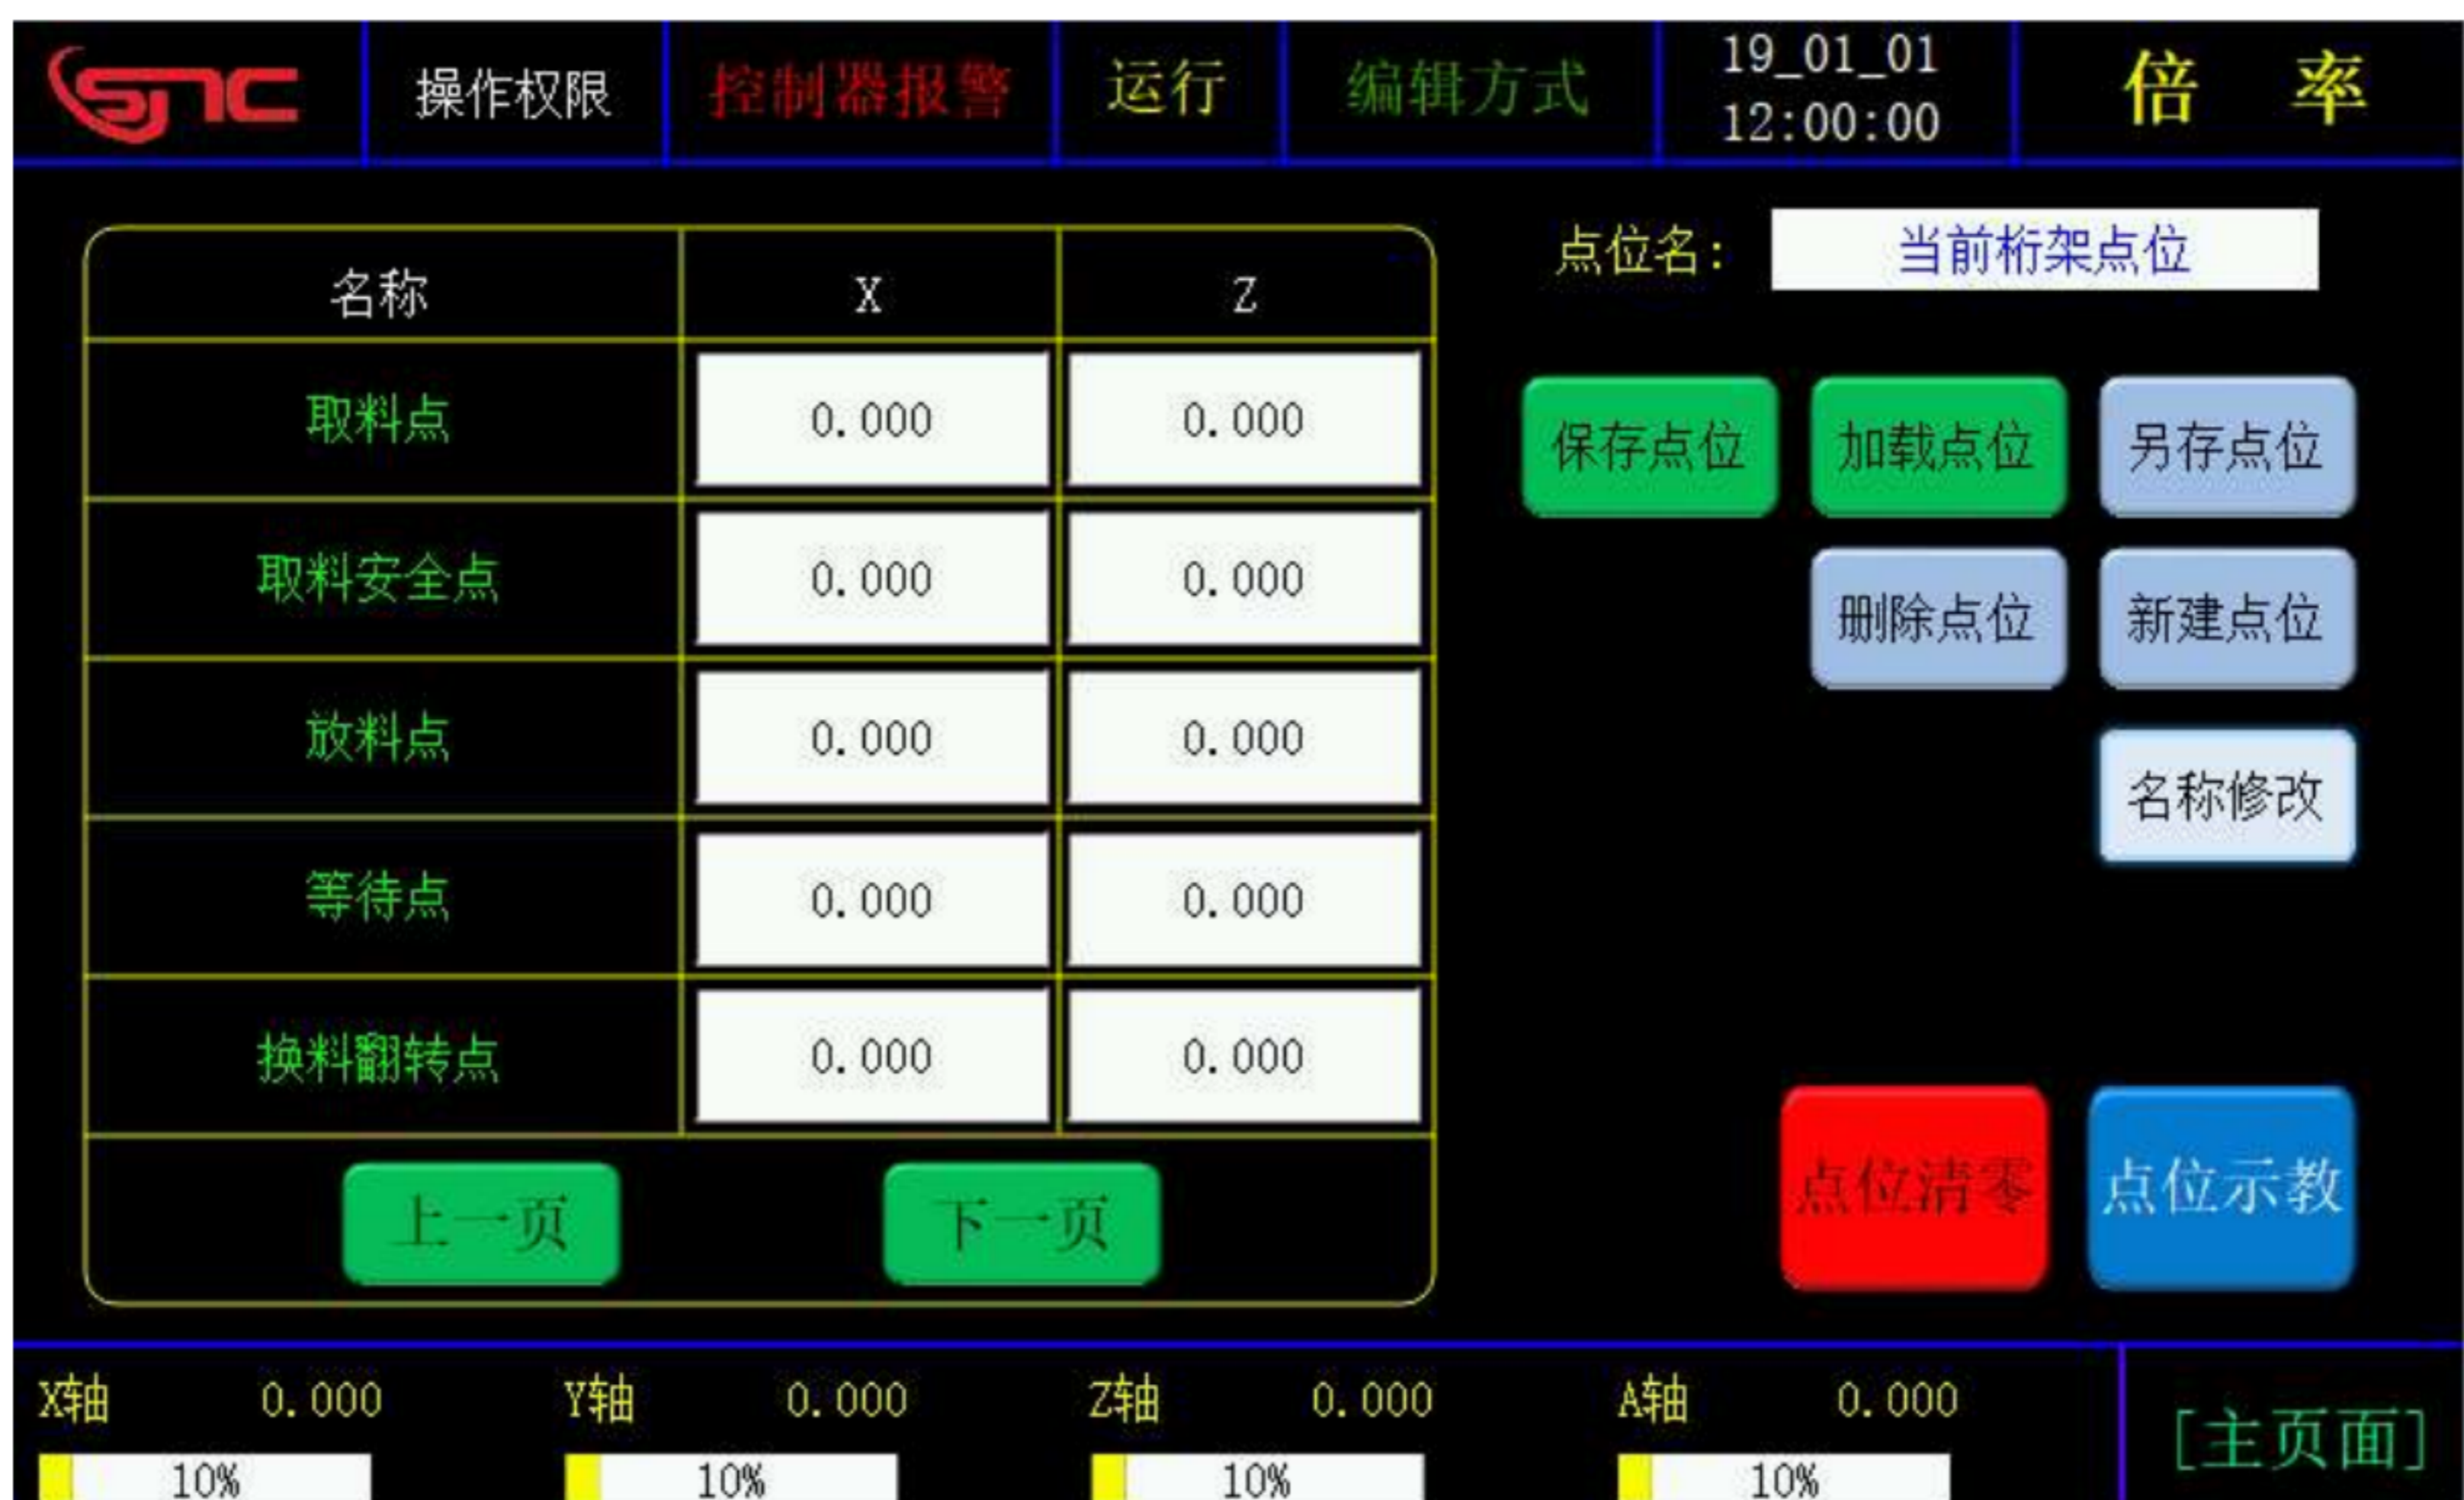 SNC 操作权限 控制器报警 运行 编辑方式 19_01_01 12:00:00 倍 率
点位名: 当前桁架点位
名称 X Z
取料点 0.000 0.000
取料安全点 0.000 0.000
放料点 0.000 0.000
等待点 0.000 0.000
换料翻转点 0.000 0.000
上一页 下一页
保存点位 加载点位 另存点位
删除点位 新建点位
名称修改
点位清零 点位示教
X轴 0.000 Y轴 0.000 Z轴 0.000 A轴 0.000
10% 10% 10% 10%
[主页面]